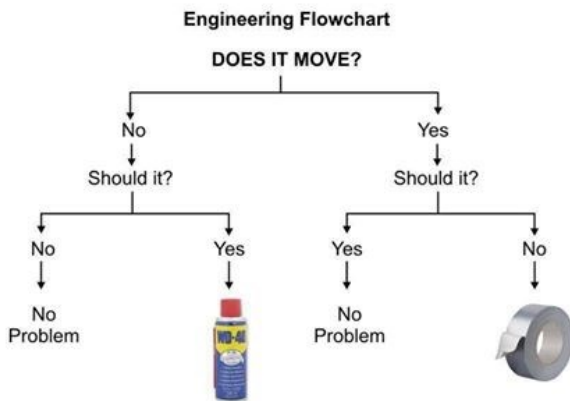 Engineering Flowchart
DOES IT MOVE?
No Yes
Should it? Should it?
No Yes Yes No
No
Problem
No
Problem
WD-40